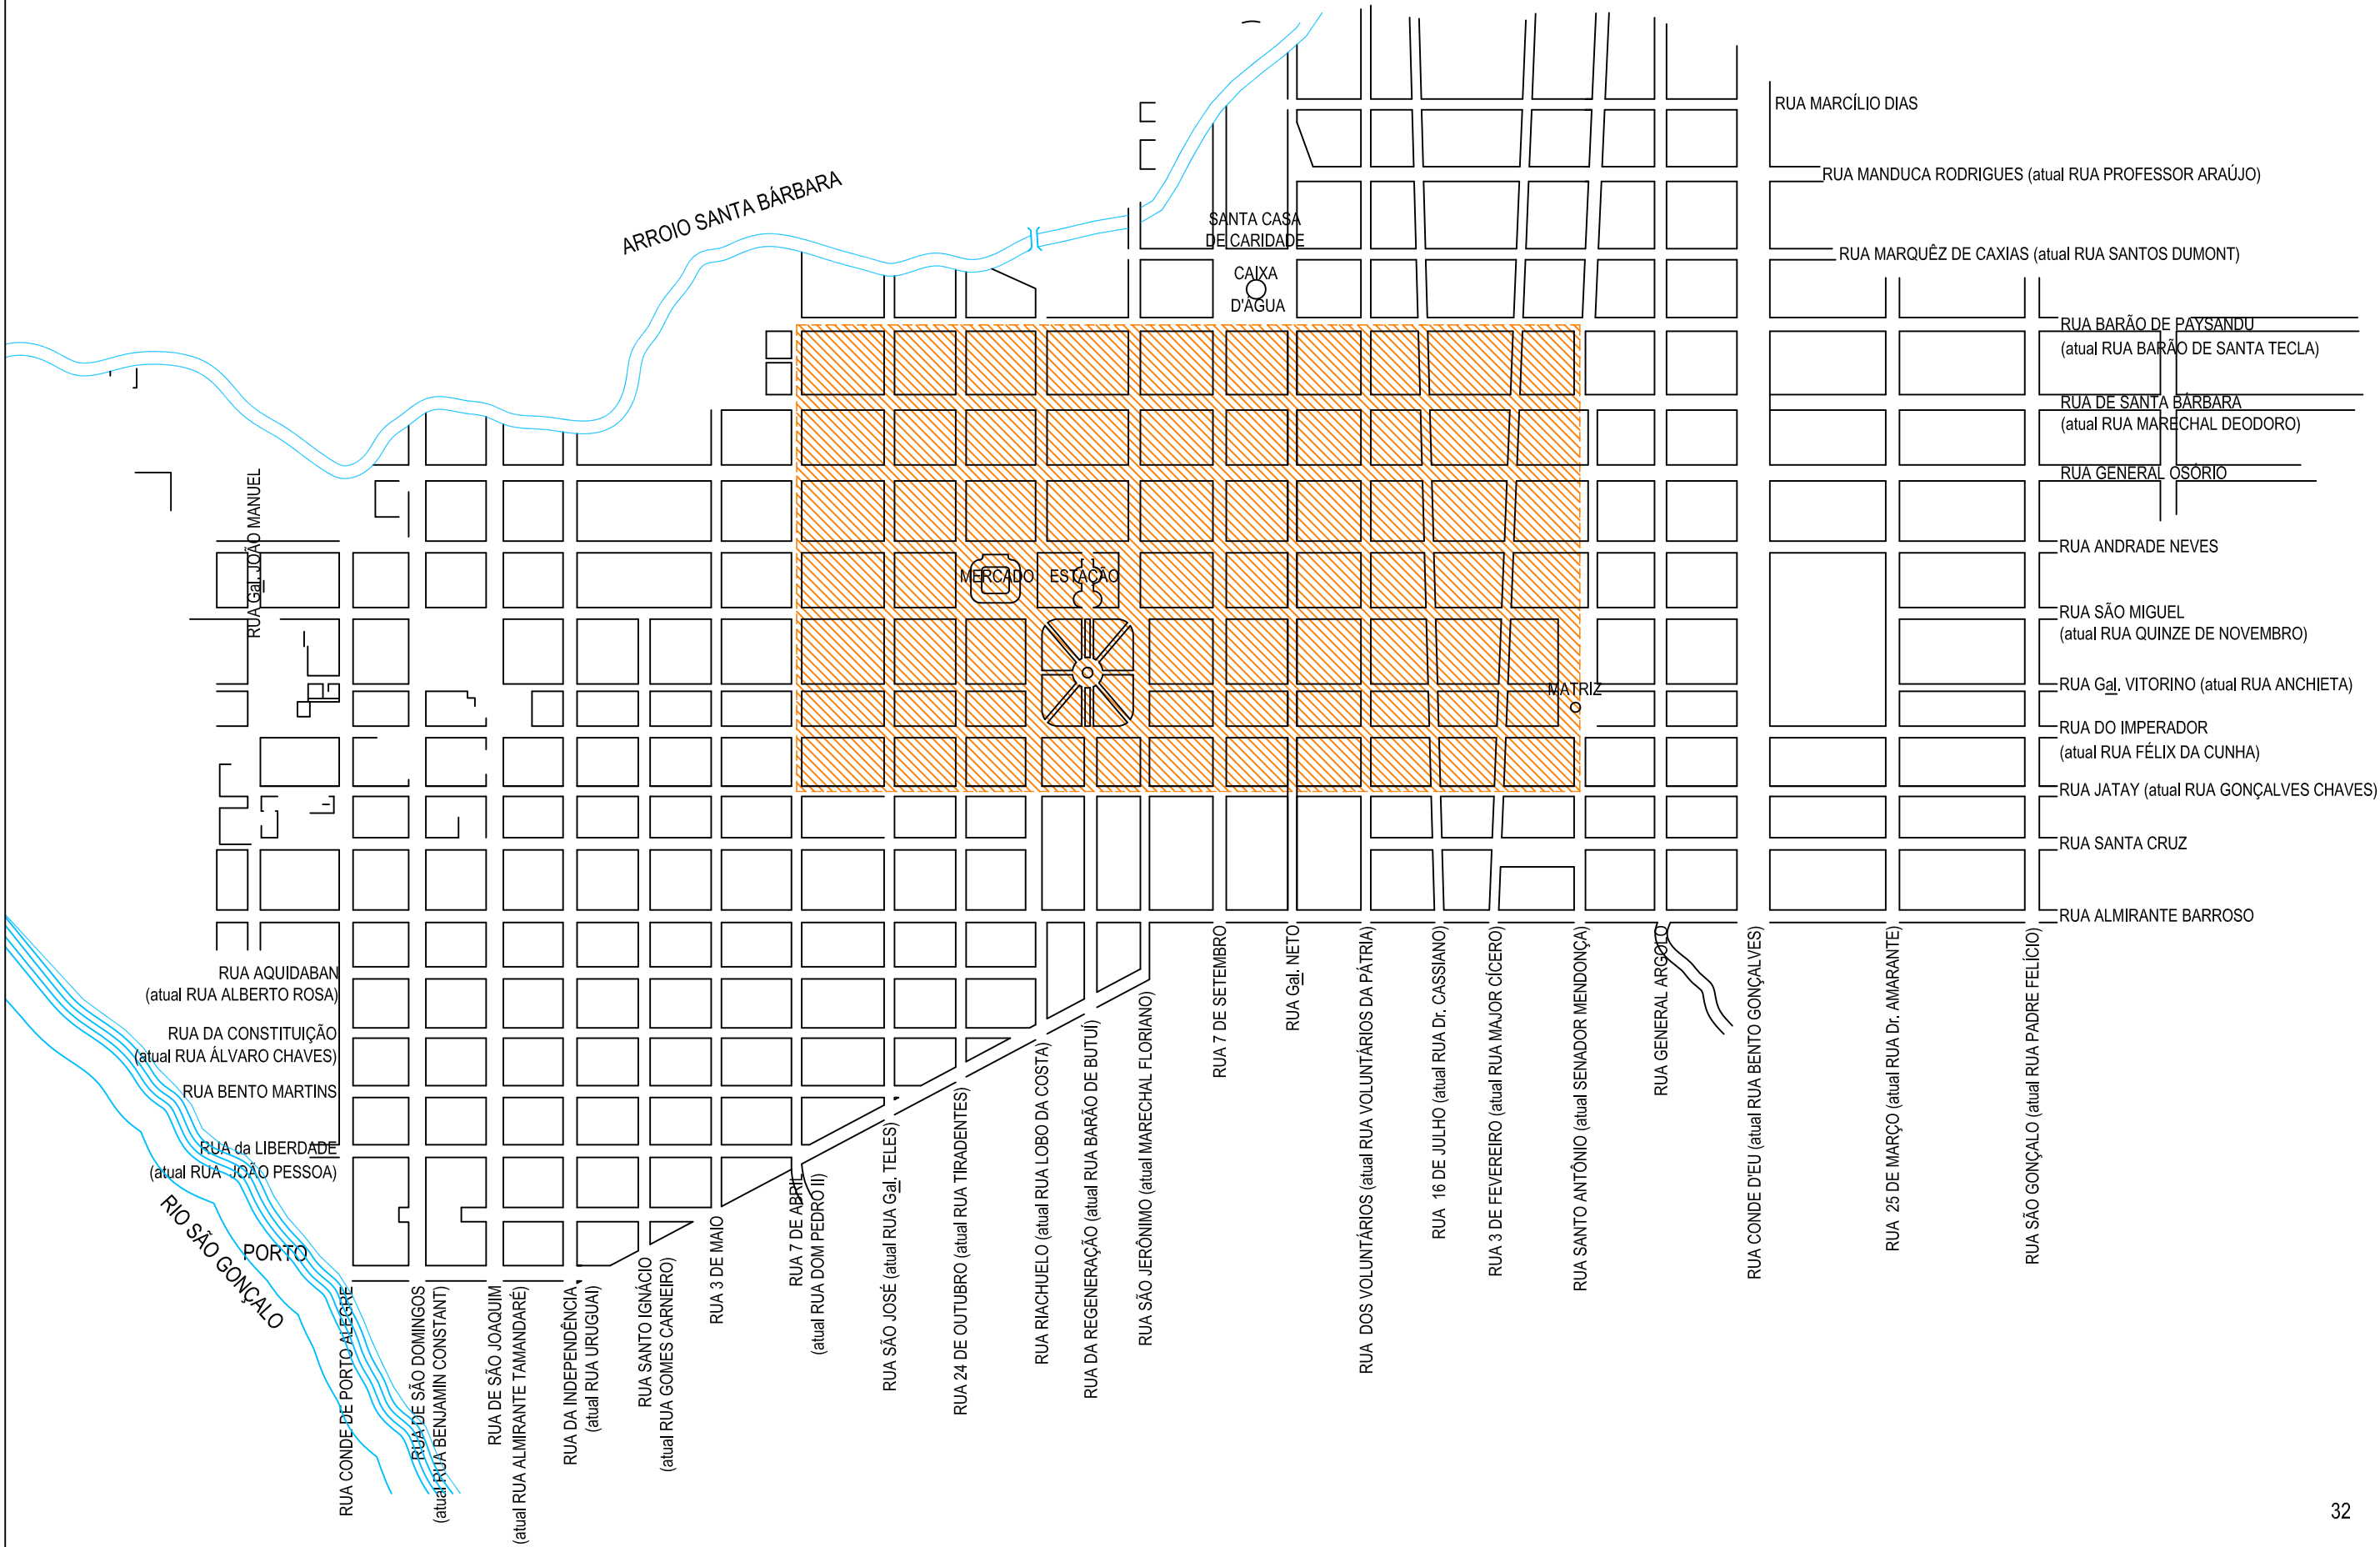 RUA MARCÍLIO DIAS
RUA MANDUCA RODRIGUES (atual RUA PROFESSOR ARAÚJO)
ARROIO SANTA BÁRBARA
SANTA CASA
DE CARIDADE
RUA MARQUÊZ DE CAXIAS (atual RUA SANTOS DUMONT)
CAIXA
D'ÁGUA
RUA BARÃO DE PAYSANDU
(atual RUA BARÃO DE SANTA TECLA)
RUA DE SANTA BÁRBARA
(atual RUA MARECHAL DEODORO)
RUA GENERAL OSÓRIO
RUA Gal. JOÃO MANUEL
RUA ANDRADE NEVES
MERCADO
ESTAÇÃO
RUA SÃO MIGUEL
(atual RUA QUINZE DE NOVEMBRO)
RUA Gal. VITORINO (atual RUA ANCHIETA)
MATRIZ
RUA DO IMPERADOR
(atual RUA FÉLIX DA CUNHA)
RUA JATAY (atual RUA GONÇALVES CHAVES)
RUA SANTA CRUZ
RUA ALMIRANTE BARROSO
RUA AQUIDABAN
(atual RUA ALBERTO ROSA)
RUA DA CONSTITUIÇÃO
(atual RUA ÁLVARO CHAVES)
RUA BENTO MARTINS
RUA da LIBERDADE
(atual RUA JOÃO PESSOA)
RIO SÃO GONÇALO
PORTO
RUA CONDE DE PORTO ALEGRE
RUA DE SÃO DOMINGOS
(atual RUA BENJAMIN CONSTANT)
RUA DE SÃO JOAQUIM
(atual RUA ALMIRANTE TAMANDARÉ)
RUA DA INDEPENDÊNCIA
(atual RUA URUGUAI)
RUA SANTO IGNÁCIO
(atual RUA GOMES CARNEIRO)
RUA 3 DE MAIO
RUA 7 DE ABRIL
(atual RUA DOM PEDRO II)
RUA SÃO JOSÉ (atual RUA Gal. TELES)
RUA 24 DE OUTUBRO (atual RUA TIRADENTES)
RUA RIACHUELO (atual RUA LOBO DA COSTA)
RUA DA REGENERAÇÃO (atual RUA BARÃO DE BUTUÍ)
RUA SÃO JERÔNIMO (atual MARECHAL FLORIANO)
RUA 7 DE SETEMBRO
RUA Gal. NETO
RUA DOS VOLUNTÁRIOS (atual RUA VOLUNTÁRIOS DA PÁTRIA)
RUA 16 DE JULHO (atual RUA Dr. CASSIANO)
RUA 3 DE FEVEREIRO (atual RUA MAJOR CÍCERO)
RUA SANTO ANTÔNIO (atual SENADOR MENDONÇA)
RUA GENERAL ARGOLO
RUA CONDE D'EU (atual RUA BENTO GONÇALVES)
RUA 25 DE MARÇO (atual RUA Dr. AMARANTE)
RUA SÃO GONÇALO (atual RUA PADRE FELÍCIO)
32